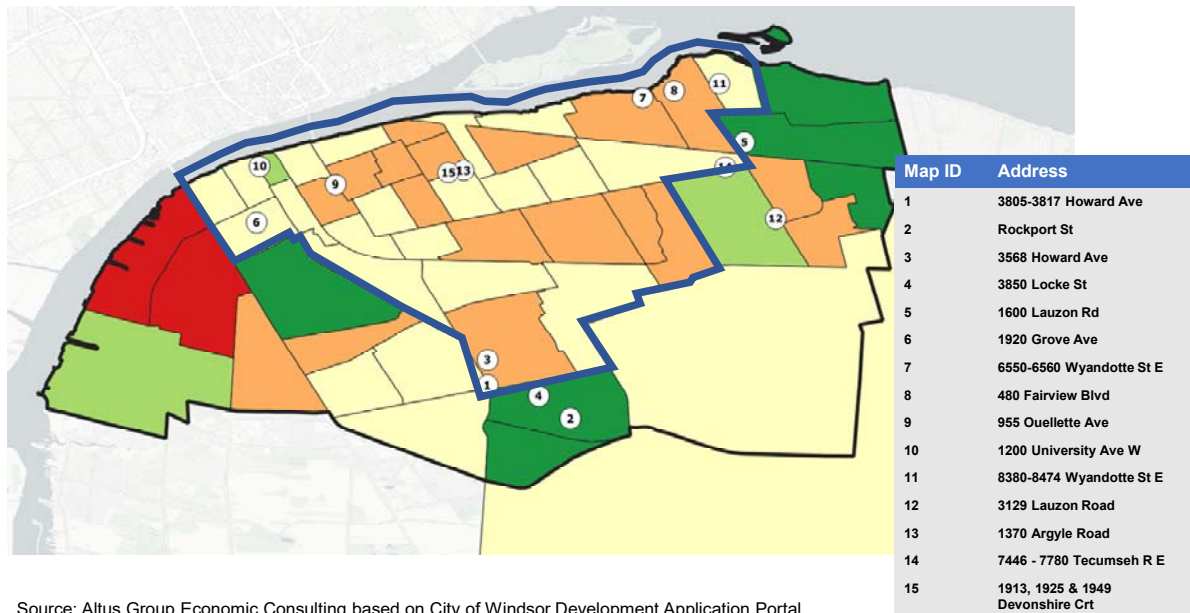 11
7
8
5
10
14
15 13
9
12
6
3
1
4
2
Map ID Address
1 3805-3817 Howard Ave
2 Rockport St
3 3568 Howard Ave
4 3850 Locke St
5 1600 Lauzon Rd
6 1920 Grove Ave
7 6550-6560 Wyandotte St E
8 480 Fairview Blvd
9 955 Ouellette Ave
10 1200 University Ave W
11 8380-8474 Wyandotte St E
12 3129 Lauzon Road
13 1370 Argyle Road
14 7446 - 7780 Tecumseh R E
15 1913, 1925 & 1949
Devonshire Crt
Source: Altus Group Economic Consulting based on City of Windsor Development Application Portal